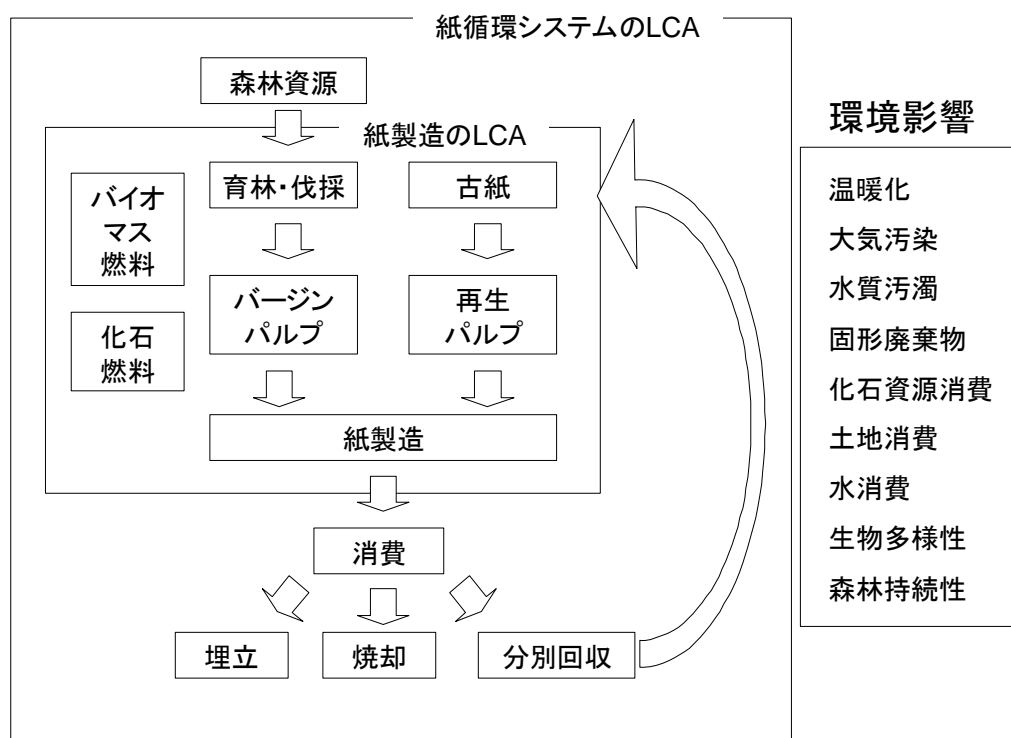 紙循環システムのLCA
森林資源
紙製造のLCA
バイオ
マス
燃料
化石
燃料
育林・伐採
古紙
バージン
パルプ
再生
パルプ
紙製造
消費
埋立
焼却
分別回収
環境影響
温暖化
大気汚染
水質汚濁
固形廃棄物
化石資源消費
土地消費
水消費
生物多様性
森林持続性